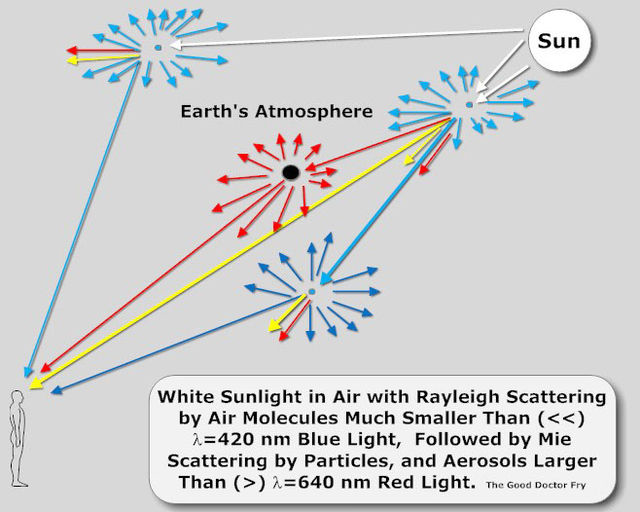 Sun
Earth's Atmosphere
White Sunlight in Air with Rayleigh Scattering
by Air Molecules Much Smaller Than (<<)
λ=420 nm Blue Light, Followed by Mie
Scattering by Particles, and Aerosols Larger
Than (>) λ=640 nm Red Light. The Good Doctor Fry